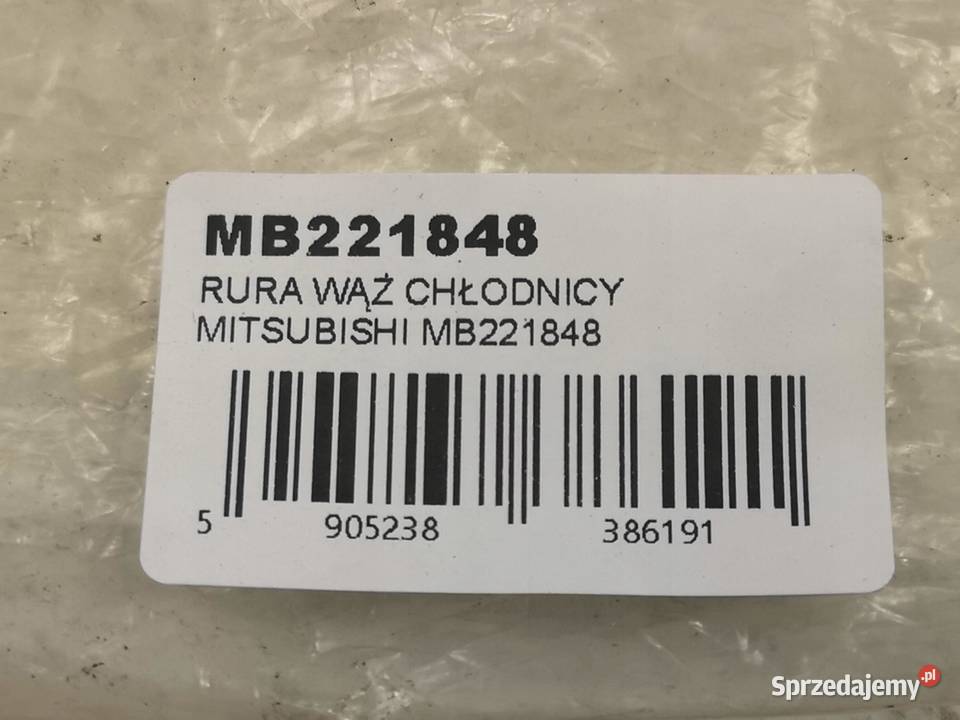 MB221848
RURA WĄŻ CHŁODNICY
MITSUBISHI MB221848
5 905238 386191
Sprzedajemy.pl